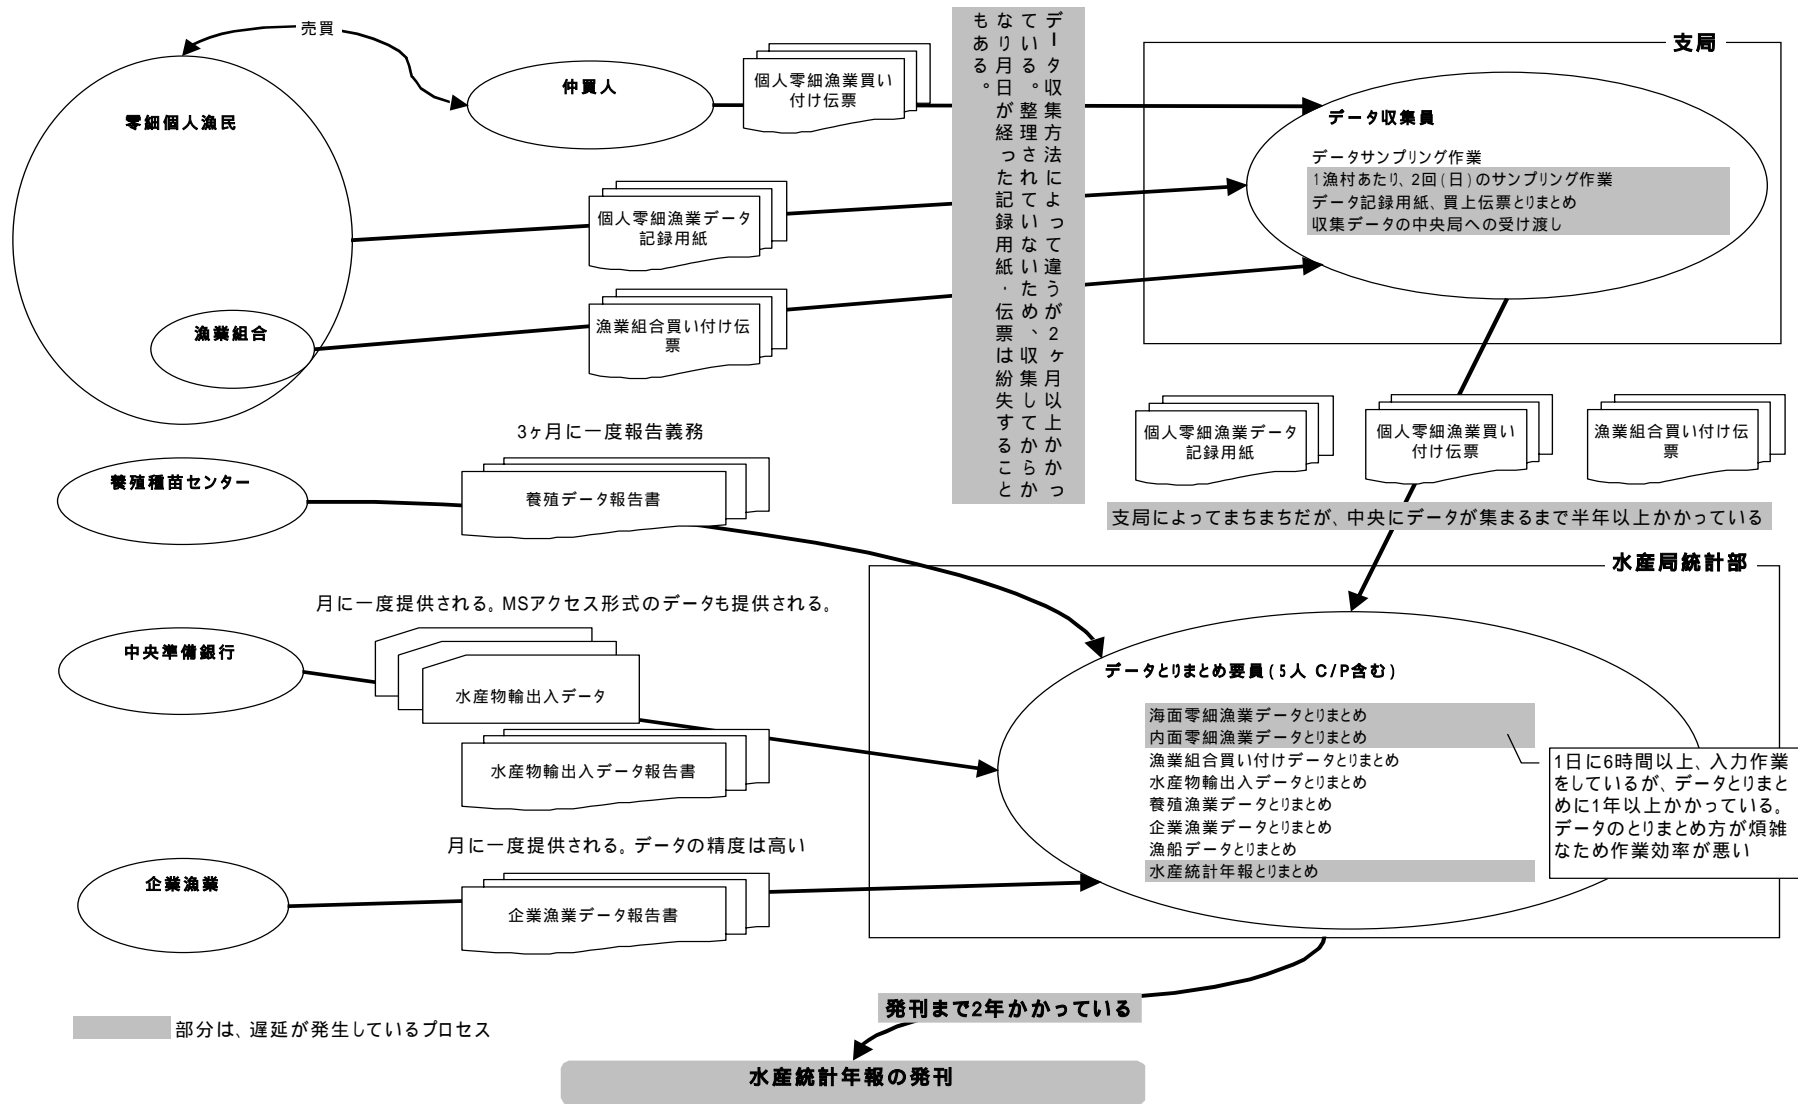 売買
仲買人
零細個人漁民
漁業組合
個人零細漁業買い
付け伝票
個人零細漁業データ
記録用紙
漁業組合買い付け伝
票
データ収集方法によって違うが2ヶ月以上かかっ
ている。整理されていないため、収集してからか
なり月日が経った記録用紙・伝票は紛失すること
もある。
支局
データ収集員
データサンプリング作業
1漁村あたり、2回(日)のサンプリング作業
データ記録用紙、買上伝票とりまとめ
収集データの中央局への受け渡し
個人零細漁業データ
記録用紙
個人零細漁業買い
付け伝票
漁業組合買い付け伝
票
支局によってまちまちだが、中央にデータが集まるまで半年以上かかっている
3ヶ月に一度報告義務
養殖種苗センター
養殖データ報告書
月に一度提供される。MSアクセス形式のデータも提供される。
中央準備銀行
水産物輸出入データ
水産物輸出入データ報告書
月に一度提供される。データの精度は高い
企業漁業
企業漁業データ報告書
水産局統計部
データとりまとめ要員(5人 C/P含む)
海面零細漁業データとりまとめ
内面零細漁業データとりまとめ
漁業組合買い付けデータとりまとめ
水産物輸出入データとりまとめ
養殖漁業データとりまとめ
企業漁業データとりまとめ
漁船データとりまとめ
水産統計年報とりまとめ
1日に6時間以上、入力作業
をしているが、データとりまと
めに1年以上かかっている。
データのとりまとめ方が煩雑
なため作業効率が悪い
発刊まで2年かかっている
部分は、遅延が発生しているプロセス
水産統計年報の発刊